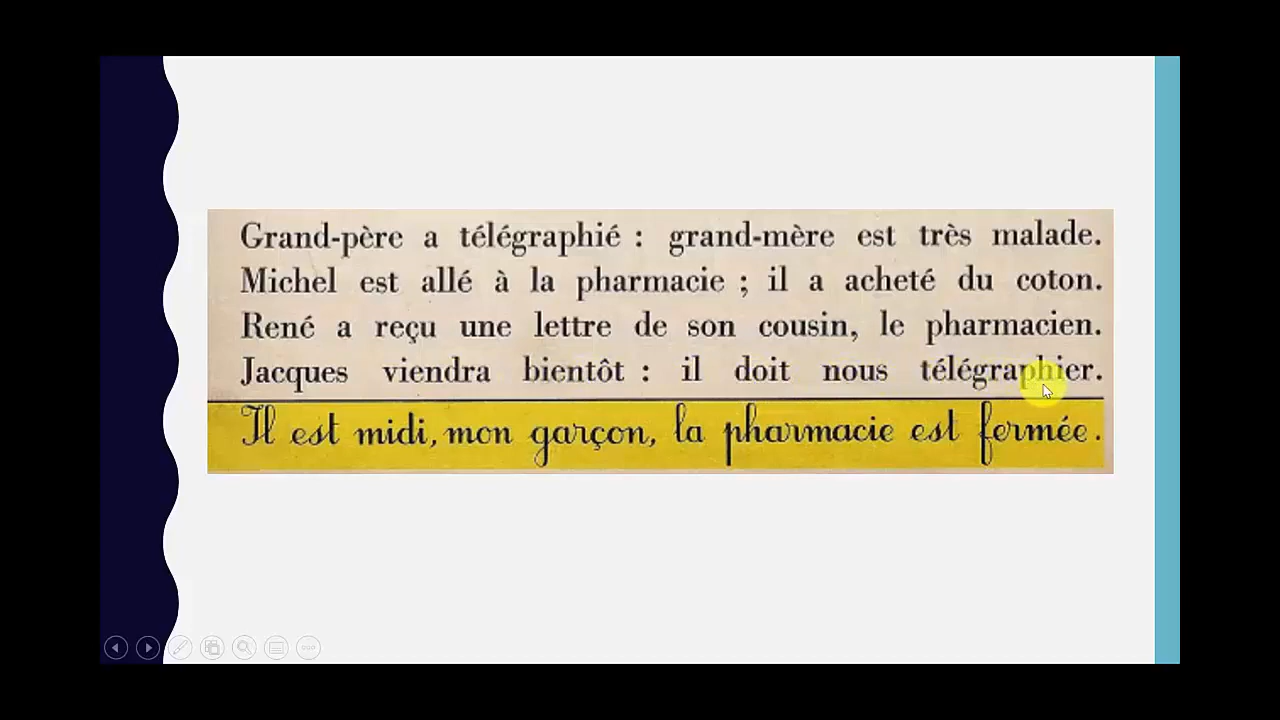 Grand-père a télégraphié : grand-mère est très malade.
Michel est allé à la pharmacie ; il a acheté du coton.
René a reçu une lettre de son cousin, le pharmacien.
Jacques viendra bientôt : il doit nous télégraphier.
Il est midi, mon garçon, la pharmacie est fermée.